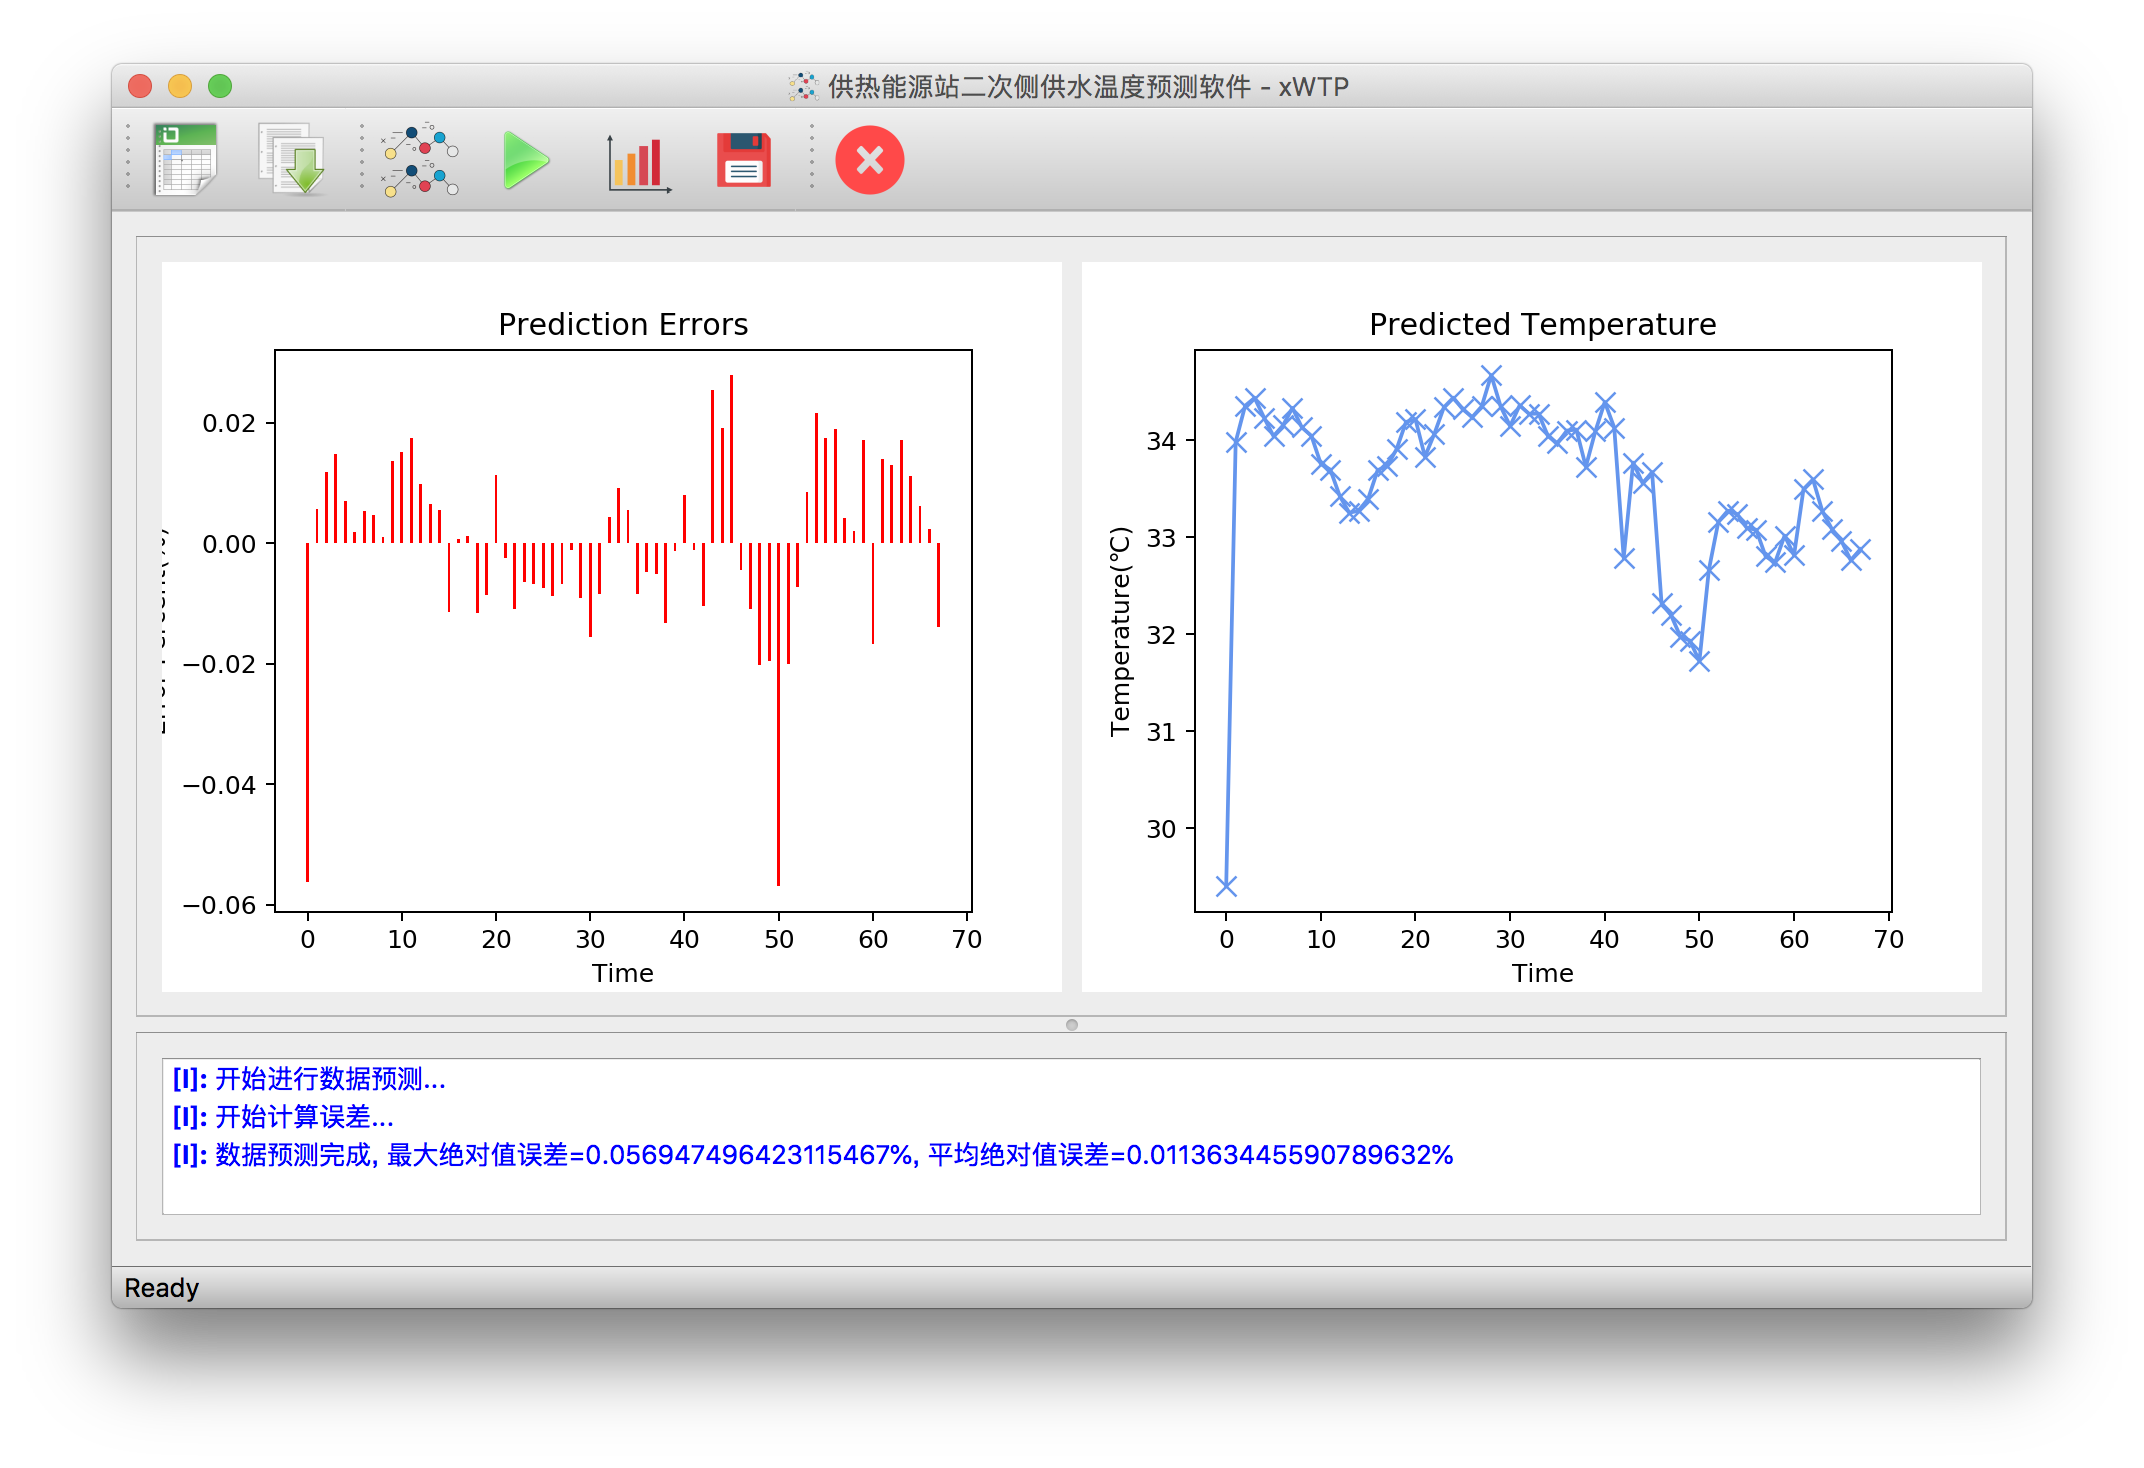 供热能源站二次侧供水温度预测软件 - xWTP
Prediction Errors
0.02
0.00
−0.02
−0.04
−0.06
0 10 20 30 40 50 60 70
Time
Predicted Temperature
Temperature(℃)
34
33
32
31
30
0 10 20 30 40 50 60 70
Time
[I]: 开始进行数据预测...
[I]: 开始计算误差...
[I]: 数据预测完成, 最大绝对值误差=0.056947496423115467%, 平均绝对值误差=0.011363445590789632%
Ready